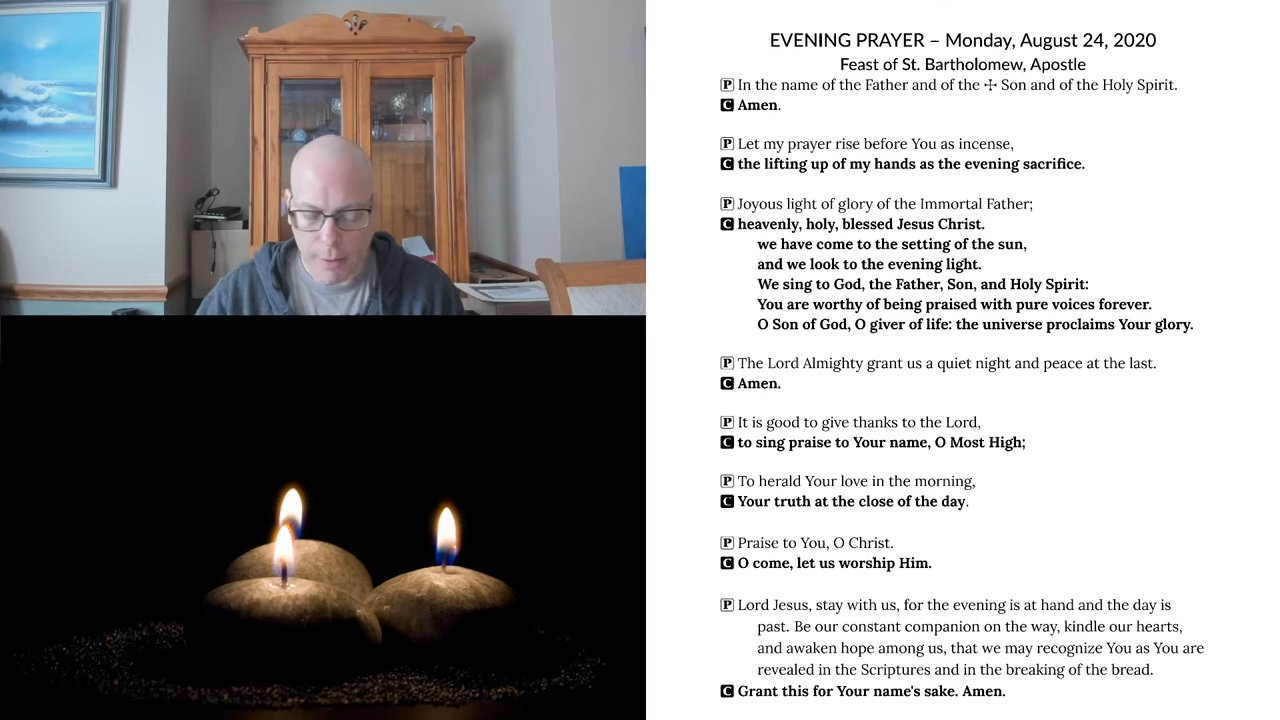 EVENING PRAYER – Monday, August 24, 2020
Feast of St. Bartholomew, Apostle
P In the name of the Father and of the ☩ Son and of the Holy Spirit.
C Amen.
P Let my prayer rise before You as incense,
C the lifting up of my hands as the evening sacrifice.
P Joyous light of glory of the Immortal Father;
C heavenly, holy, blessed Jesus Christ.
we have come to the setting of the sun,
and we look to the evening light.
We sing to God, the Father, Son, and Holy Spirit:
You are worthy of being praised with pure voices forever.
O Son of God, O giver of life: the universe proclaims Your glory.
P The Lord Almighty grant us a quiet night and peace at the last.
C Amen.
P It is good to give thanks to the Lord,
C to sing praise to Your name, O Most High;
P To herald Your love in the morning,
C Your truth at the close of the day.
P Praise to You, O Christ.
C O come, let us worship Him.
P Lord Jesus, stay with us, for the evening is at hand and the day is
past. Be our constant companion on the way, kindle our hearts,
and awaken hope among us, that we may recognize You as You are
revealed in the Scriptures and in the breaking of the bread.
C Grant this for Your name's sake. Amen.